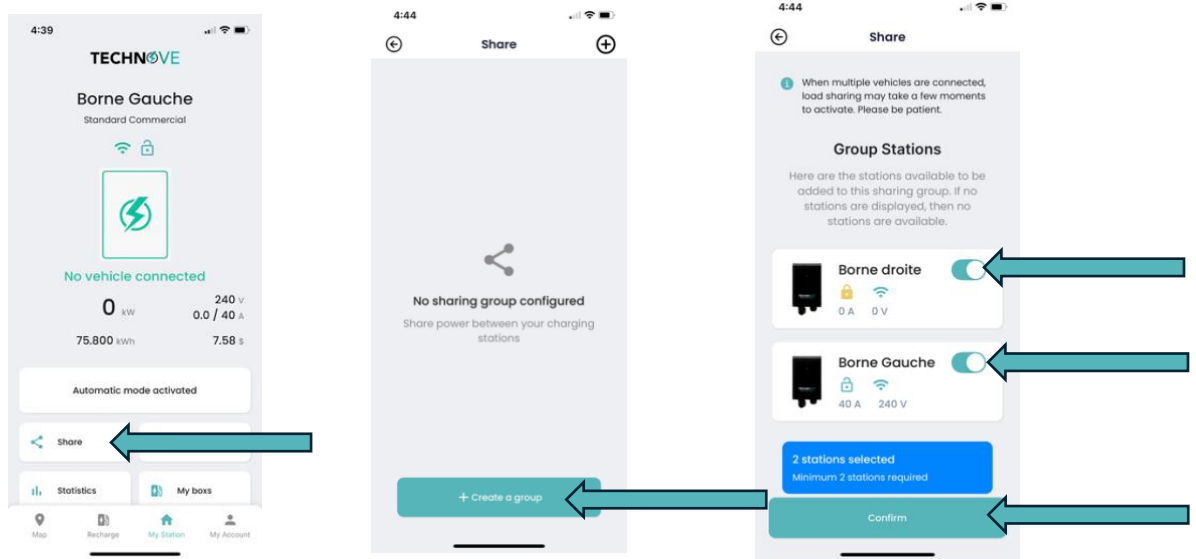 4:39
TECHNOVE
Borne Gauche
Standard Commercial
No vehicle connected
0 kW
240 V
0.0 / 40 A
75.800 kWh
7.58 $
Automatic mode activated
Share
Statistics
My boxs
Map
Recharge
My Station
My Account
4:44
Share
No sharing group configured
Share power between your charging
stations
+ Create a group
4:44
Share
When multiple vehicles are connected,
load sharing may take a few moments
to activate. Please be patient.
Group Stations
Here are the stations available to be
added to this sharing group. If no
stations are displayed, then no
stations are available.
Borne droite
0 A 0 V
Borne Gauche
40 A 240 V
2 stations selected
Minimum 2 stations required
Confirm